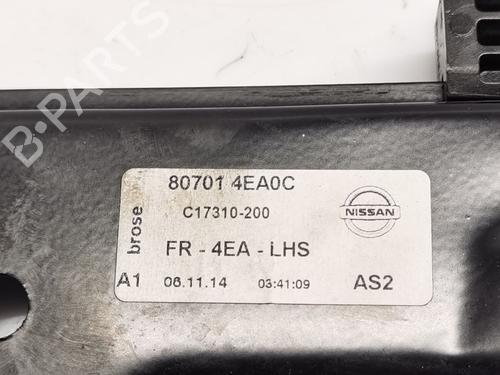 B-PARTS
80701 4EA0C
C17310-200
NISSAN
brose
FR - 4EA - LHS
A1 06.11.14 03:41:09 AS2